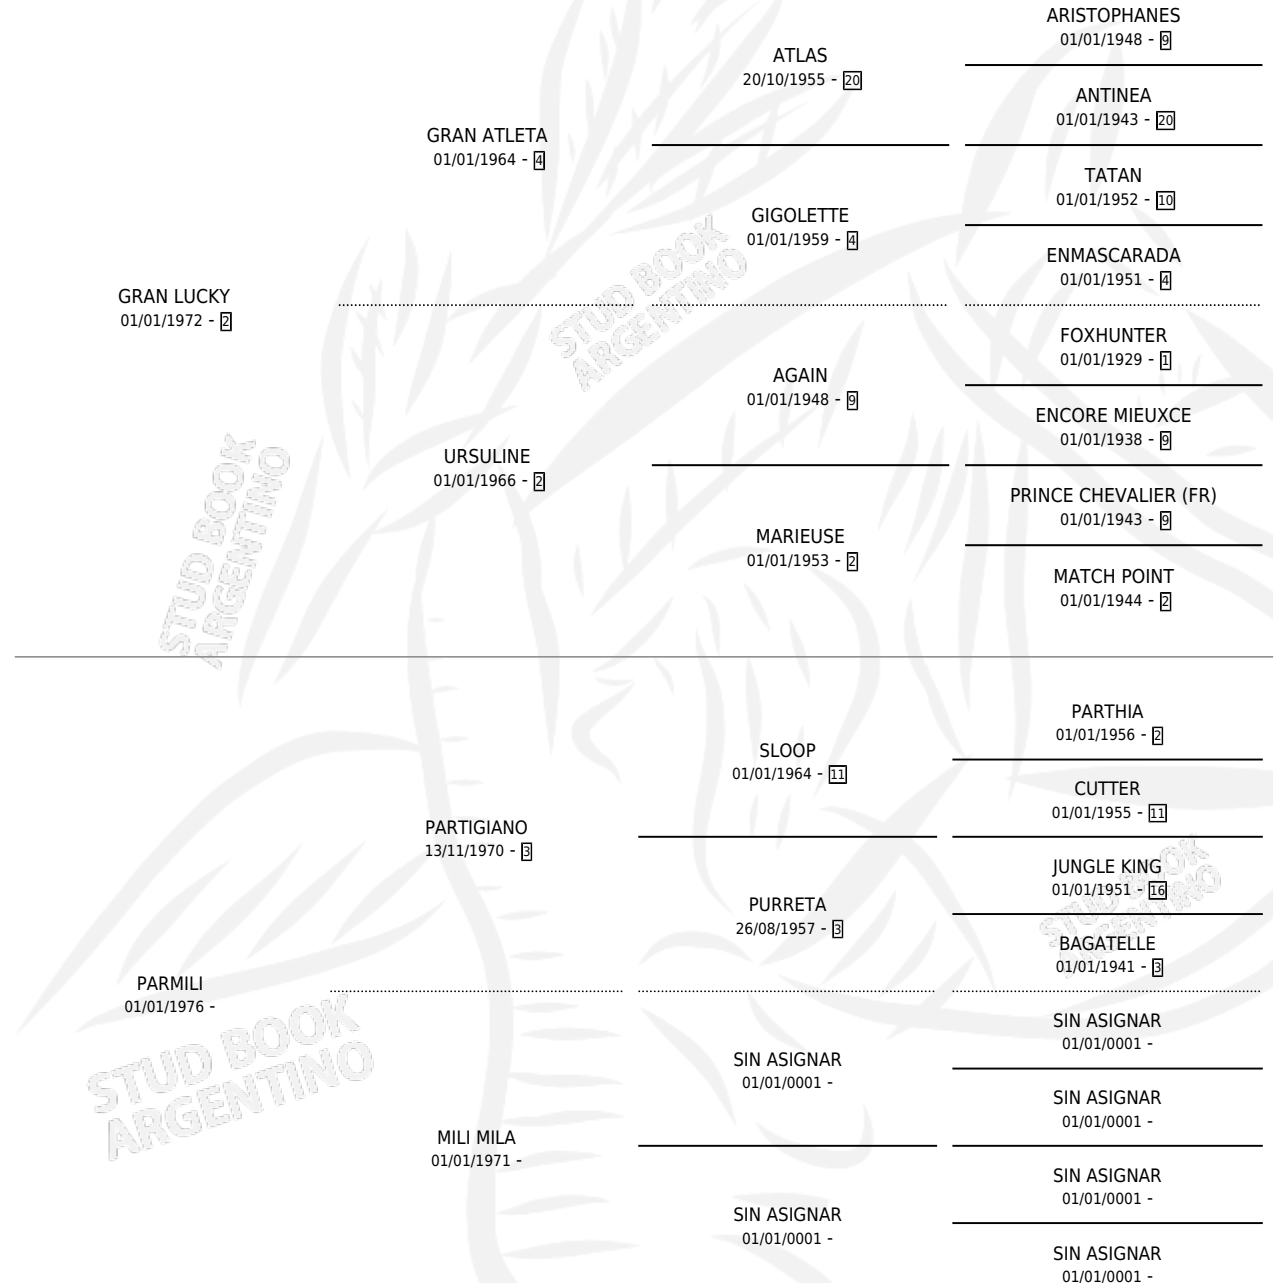 ARISTOPHANES
01/01/1948 - 9
ATLAS
20/10/1955 - 20
ANTINEA
01/01/1943 - 20
GRAN ATLETA
01/01/1964 - 4
TATAN
01/01/1952 - 10
GIGOLETTE
01/01/1959 - 4
ENMASCARADA
01/01/1951 - 4
GRAN LUCKY
01/01/1972 - 2
FOXHUNTER
01/01/1929 - 1
AGAIN
01/01/1948 - 9
ENCORE MIEUXCE
01/01/1938 - 9
URSULINE
01/01/1966 - 2
PRINCE CHEVALIER (FR)
01/01/1943 - 9
MARIEUSE
01/01/1953 - 2
MATCH POINT
01/01/1944 - 2
PARTHIA
01/01/1956 - 2
SLOOP
01/01/1964 - 11
CUTTER
01/01/1955 - 11
PARTIGIANO
13/11/1970 - 3
JUNGLE KING
01/01/1951 - 16
PURRETA
26/08/1957 - 3
BAGATELLE
01/01/1941 - 3
PARMILI
01/01/1976 -
SIN ASIGNAR
01/01/0001 -
SIN ASIGNAR
01/01/0001 -
SIN ASIGNAR
01/01/0001 -
MILI MILA
01/01/1971 -
SIN ASIGNAR
01/01/0001 -
SIN ASIGNAR
01/01/0001 -
SIN ASIGNAR
01/01/0001 -
STUD BOOK
ARGENTINO
STUD BOOK
ARGENTINO
STUD BOOK
ARGENTINO
STUD BOOK
ARGENTINO